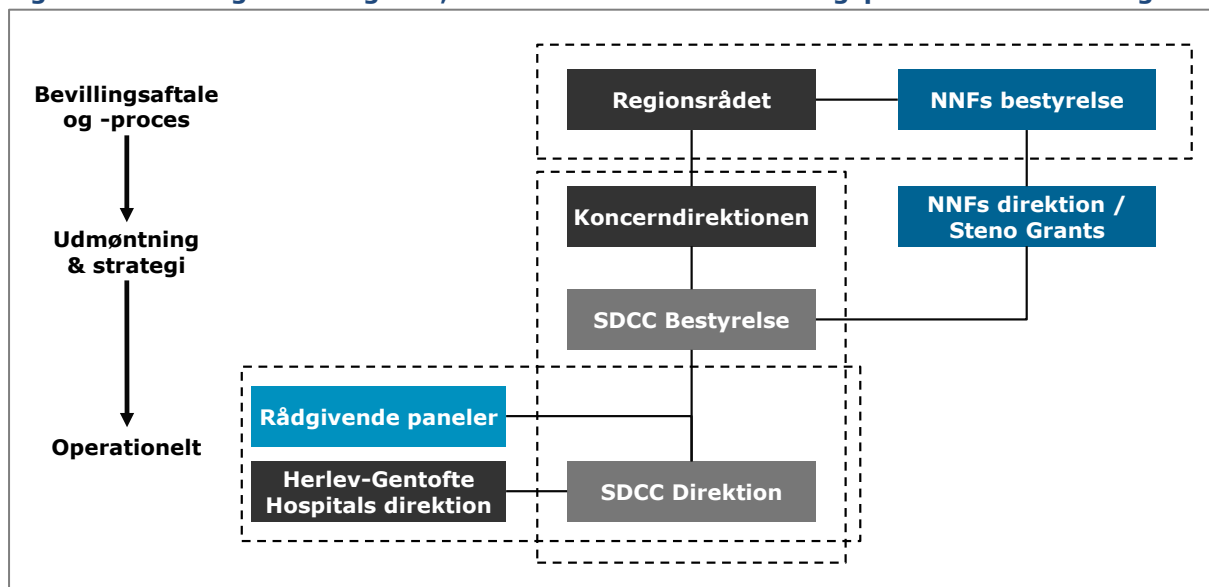 Bevillingsaftale
og -proces
Udmøntning
& strategi
Operationelt
Regionsrådet
NNFs bestyrelse
Koncerndirektionen
NNFs direktion /
Steno Grants
SDCC Bestyrelse
Rådgivende paneler
Herlev-Gentofte
Hospitals direktion
SDCC Direktion